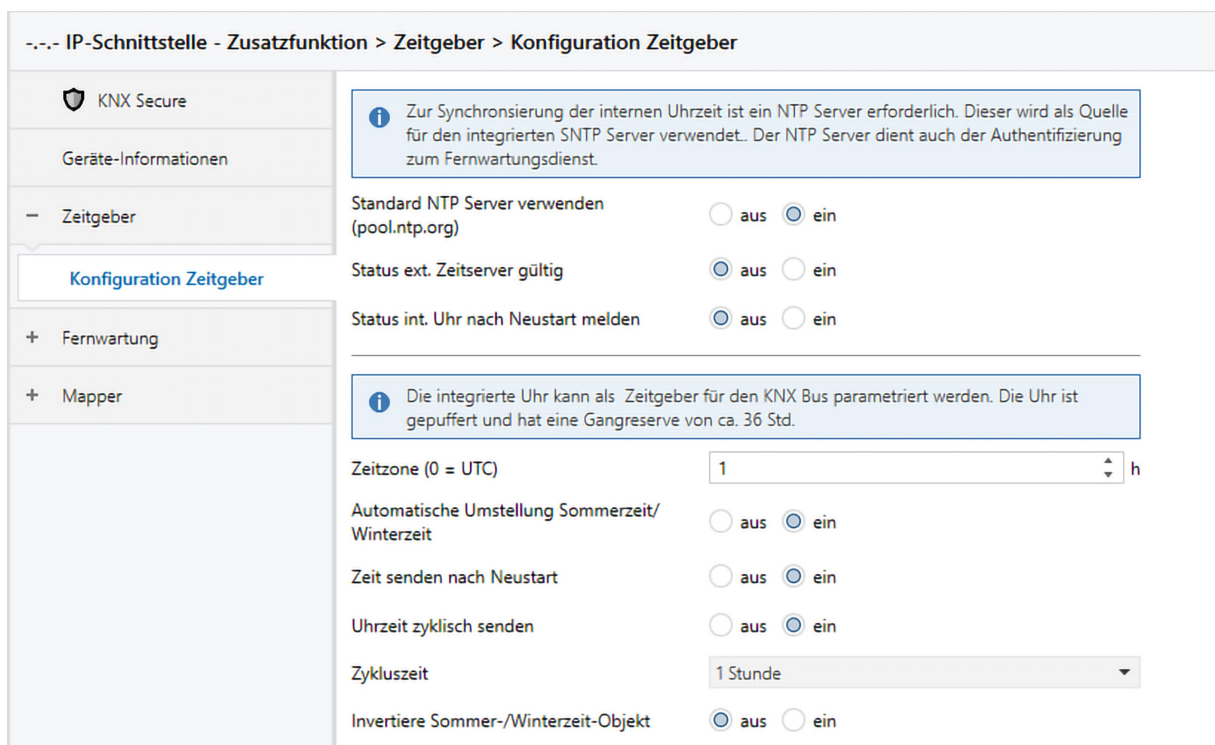 -.-.- IP-Schnittstelle - Zusatzfunktion > Zeitgeber > Konfiguration Zeitgeber
KNX Secure
Geräte-Informationen
– Zeitgeber
Konfiguration Zeitgeber
+ Fernwartung
+ Mapper
Zur Synchronsierung der internen Uhrzeit ist ein NTP Server erforderlich. Dieser wird als Quelle
für den integrierten SNTP Server verwendet.. Der NTP Server dient auch der Authentifizierung
zum Fernwartungsdienst.
Standard NTP Server verwenden
(pool.ntp.org)
aus ein
Status ext. Zeitserver gültig
aus ein
Status int. Uhr nach Neustart melden
aus ein
Die integrierte Uhr kann als  Zeitgeber für den KNX Bus parametriert werden. Die Uhr ist
gepuffert und hat eine Gangreserve von ca. 36 Std.
Zeitzone (0 = UTC)
1 h
Automatische Umstellung Sommerzeit/
Winterzeit
aus ein
Zeit senden nach Neustart
aus ein
Uhrzeit zyklisch senden
aus ein
Zykluszeit
1 Stunde
Invertiere Sommer-/Winterzeit-Objekt
aus ein